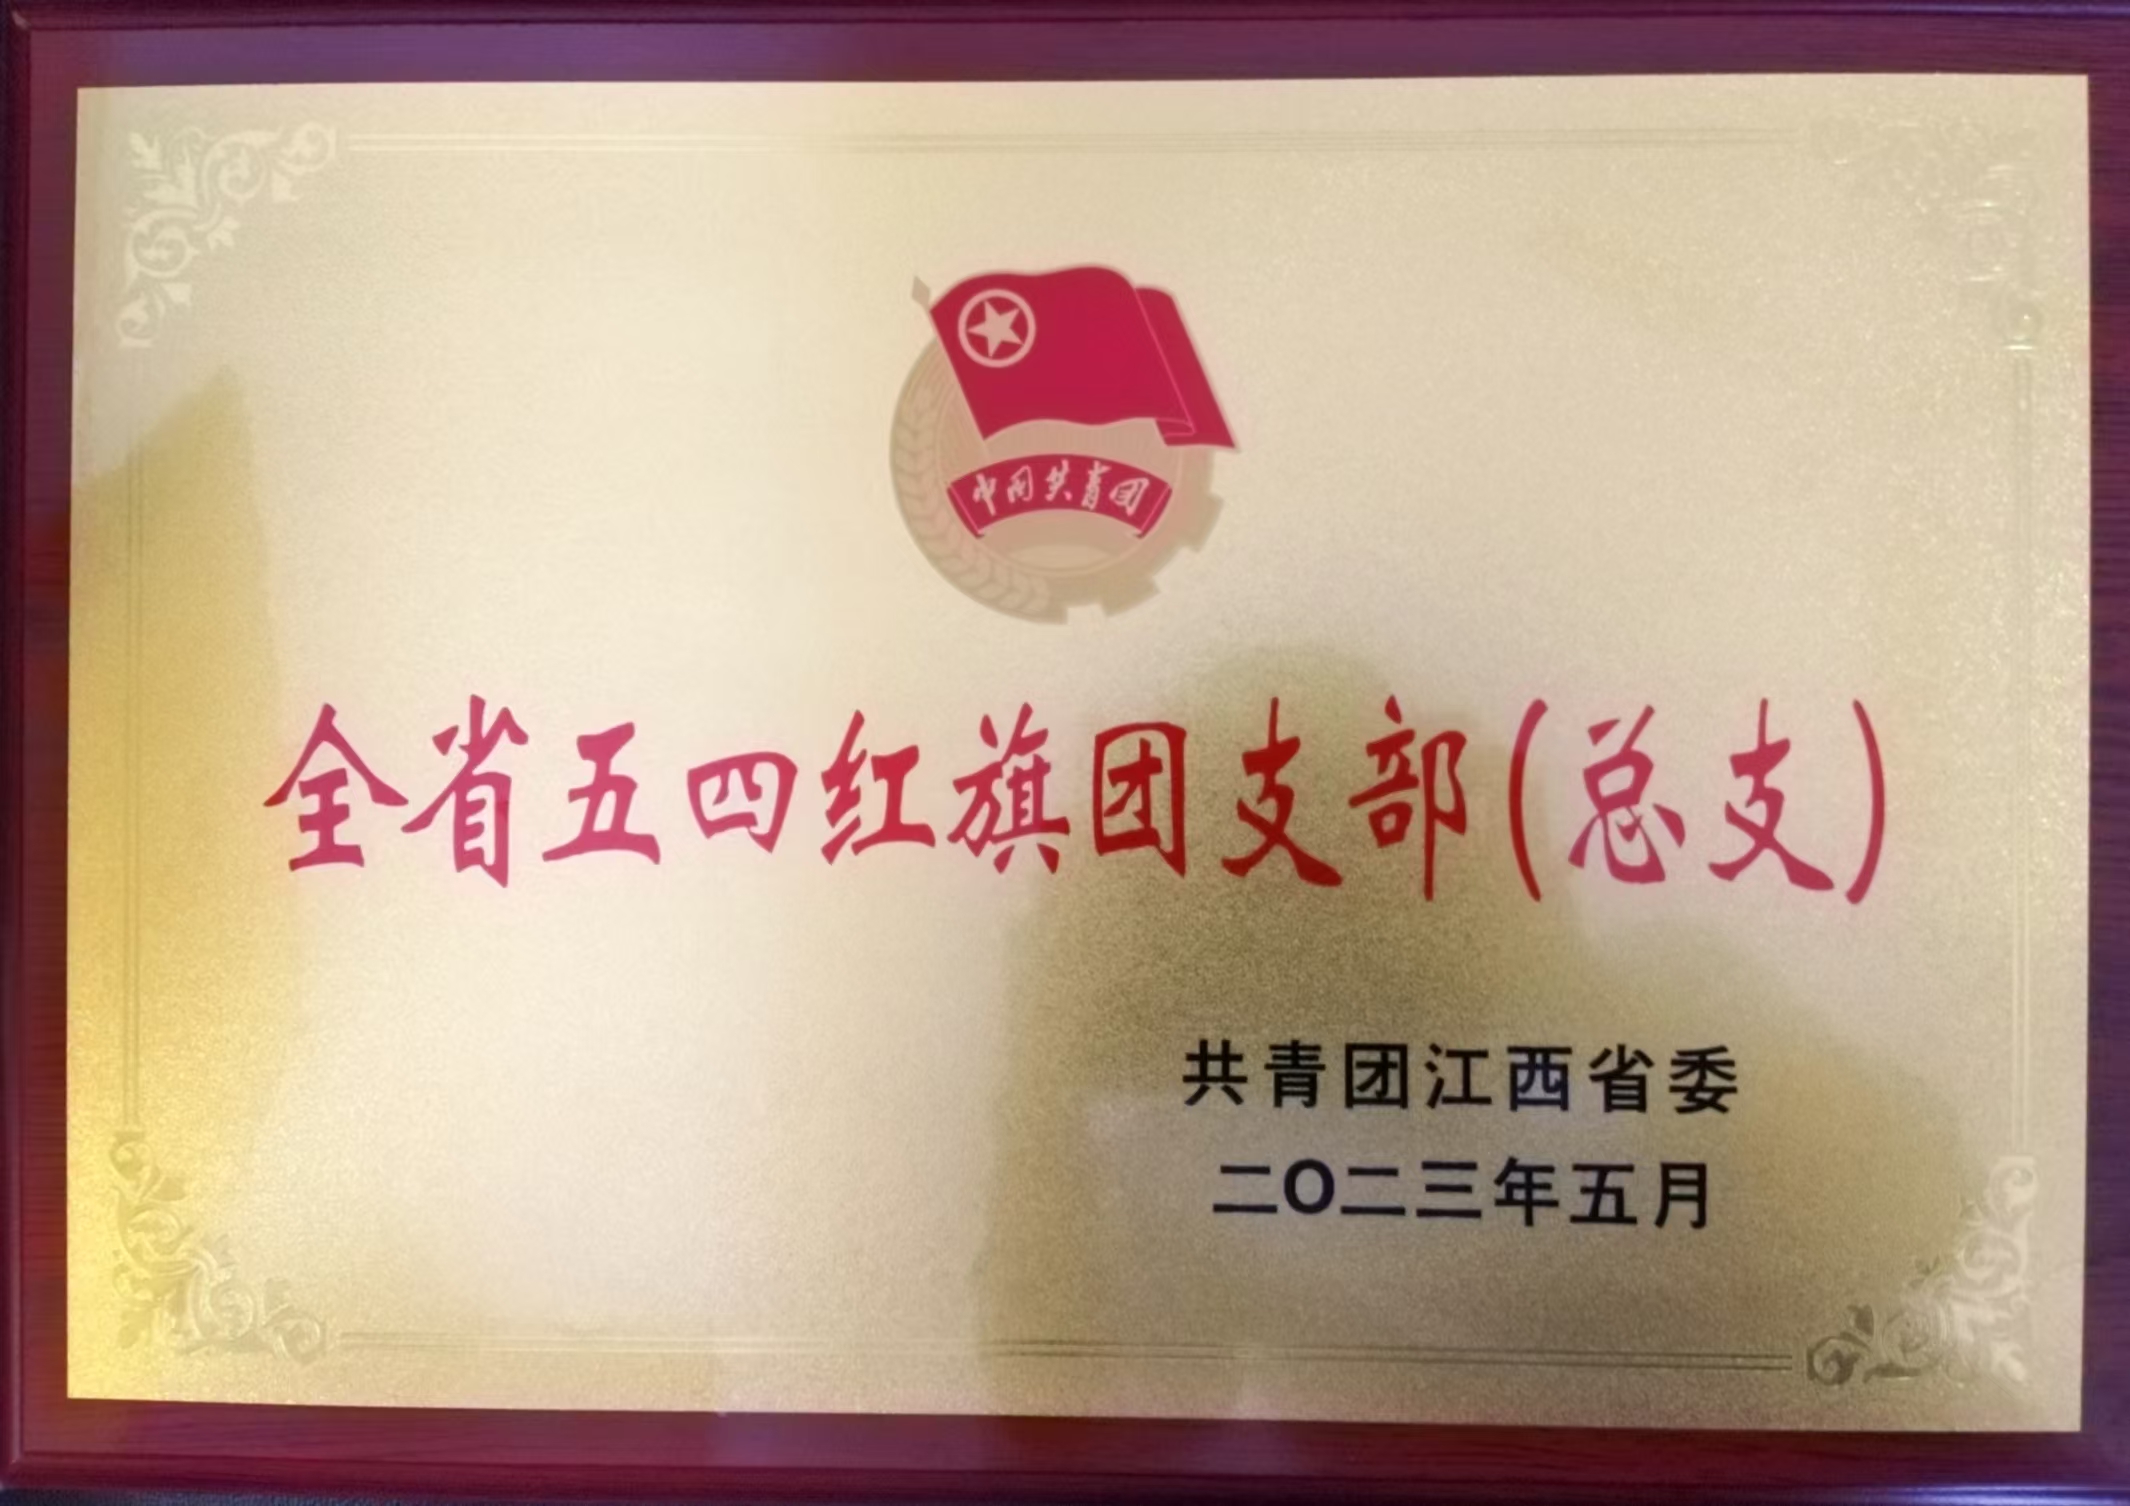 中国共青团
全省五四红旗团支部(总支)
共青团江西省委
二〇二三年五月